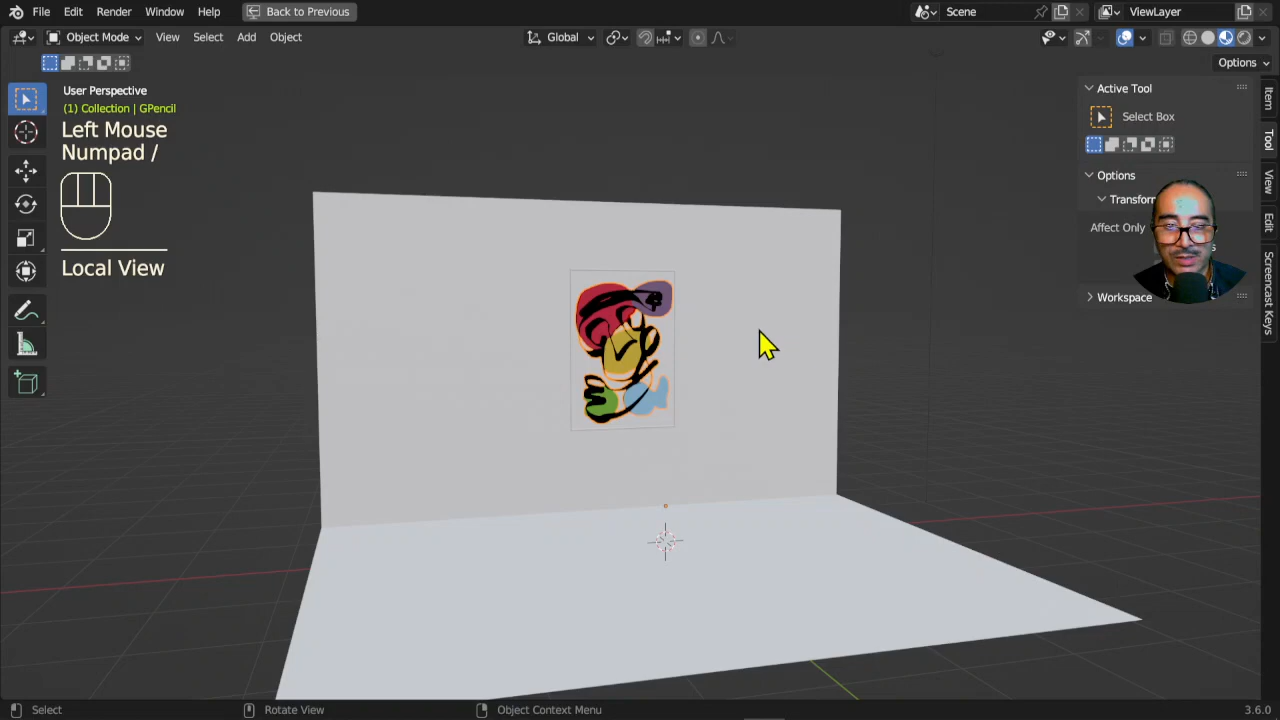 File Edit Render Window Help Back to Previous Scene ViewLayer
Object Mode View Select Add Object Global
Options
User Perspective
(1) Collection | GPencil
Left Mouse
Numpad /
Local View
Active Tool
Select Box
Options
Transform
Affect Only
Workspace
Item
Tool
View
Edit
Screencast Keys
Select Rotate View Object Context Menu 3.6.0